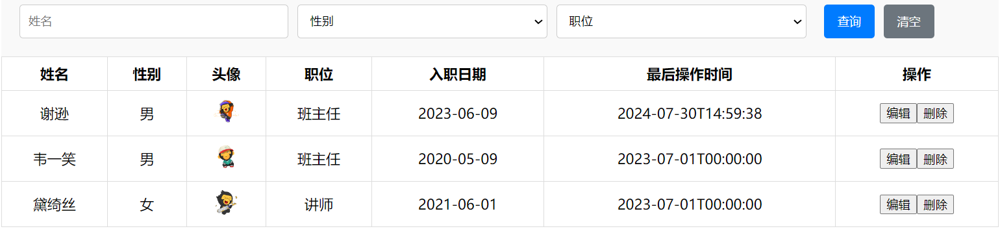 姓名 性别 职位 查询 清空
姓名 性别 头像 职位 入职日期 最后操作时间 操作
谢逊 男 班主任 2023-06-09 2024-07-30T14:59:38 编辑 删除
韦一笑 男 班主任 2020-05-09 2023-07-01T00:00:00 编辑 删除
黛绮丝 女 讲师 2021-06-01 2023-07-01T00:00:00 编辑 删除